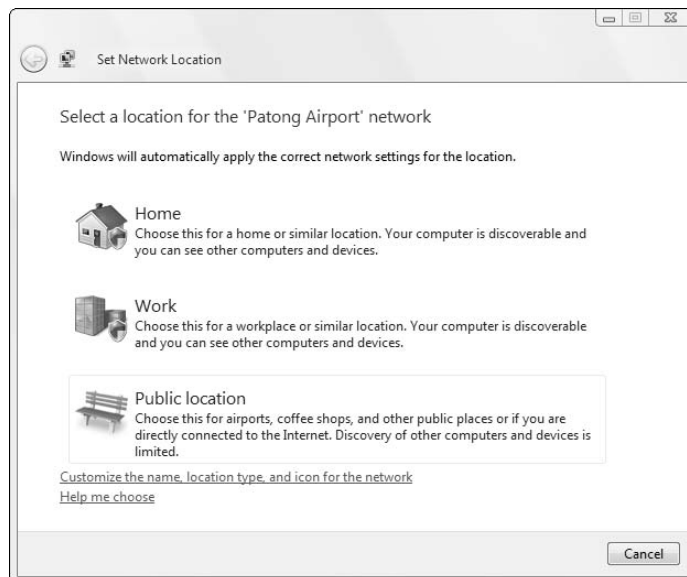 Set Network Location
Select a location for the 'Patong Airport' network
Windows will automatically apply the correct network settings for the location.
Home
Choose this for a home or similar location. Your computer is discoverable and
you can see other computers and devices.
Work
Choose this for a workplace or similar location. Your computer is discoverable
and you can see other computers and devices.
Public location
Choose this for airports, coffee shops, and other public places or if you are
directly connected to the Internet. Discovery of other computers and devices is
limited.
Customize the name, location type, and icon for the network
Help me choose
Cancel